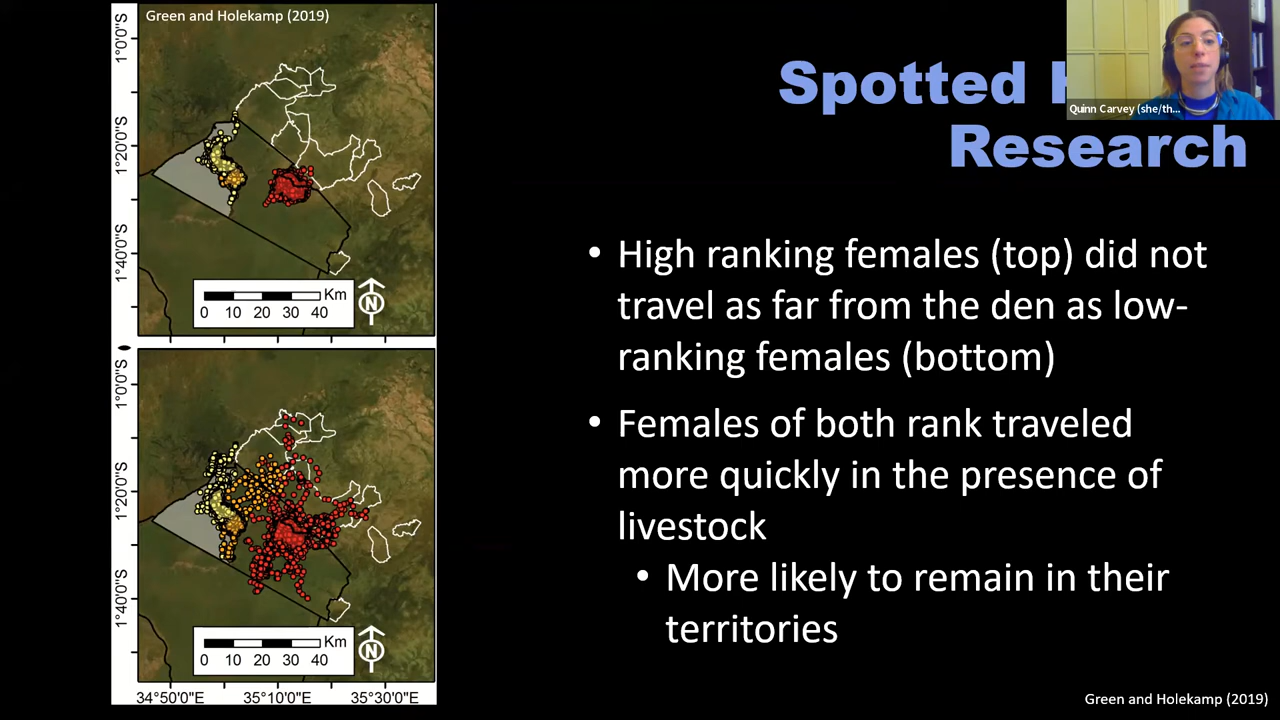 Green and Holekamp (2019)
1°0'0"S
1°20'0"S
1°40'0"S
Km
0 10 20 30 40
N
1°0'0"S
1°20'0"S
1°40'0"S
Km
0 10 20 30 40
N
34°50'0"E 35°10'0"E 35°30'0"E
Spotted
Research
Quinn Carvey (she/th...
• High ranking females (top) did not
travel as far from the den as low-
ranking females (bottom)
• Females of both rank traveled
more quickly in the presence of
livestock
• More likely to remain in their
territories
Green and Holekamp (2019)